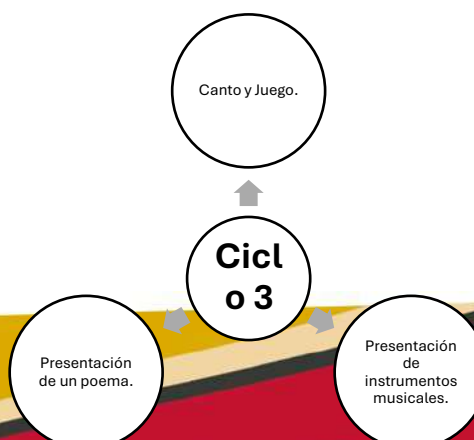 Canto y Juego.
Cicl
o 3
Presentación
de un poema.
Presentación
de
instrumentos
musicales.